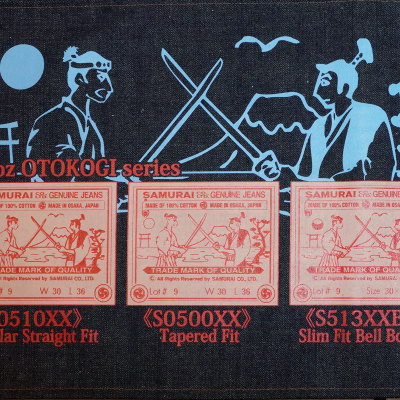 oz OTOKOGI series
SAMURAI GENUINE JEANS
MADE OF 100% COTTON MADE IN OSAKA, JAPAN
TRADE MARK OF QUALITY
© All Rights Reserved by SAMURAI CO., LTD.
Lot# 9 W 30 L 36
SAMURAI GENUINE JEANS
MADE OF 100% COTTON MADE IN OSAKA, JAPAN
TRADE MARK OF QUALITY
© All Rights Reserved by SAMURAI CO., LTD.
Lot# 9 W 30 L 36
SAMURAI GENUINE JEANS
MADE OF 100% COTTON MADE IN OSAKA, JAPAN
TRADE MARK OF QUALITY
© All Rights Reserved by SAMURAI CO., LTD.
Lot # 9 Size 30×
0510XX》
lar Straight Fit
《S0500XX》
Tapered Fit
《S513XXB
Slim Fit Bell Bo